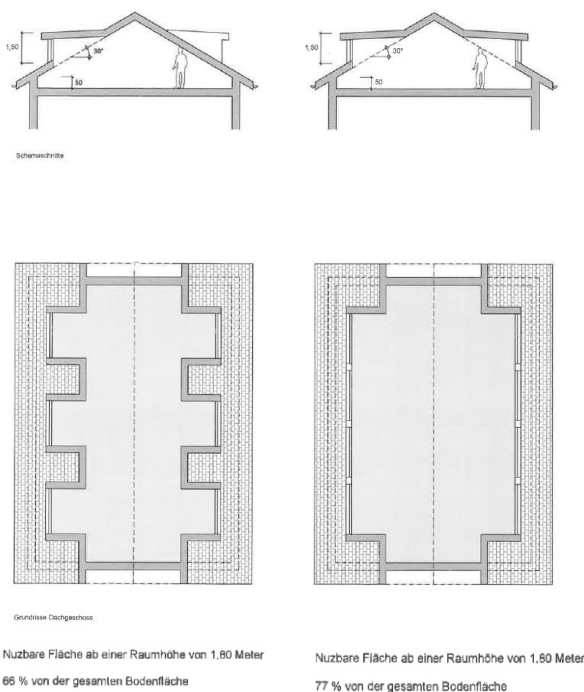 1,50
30°
50
1,50
30°
50
Schemaschnitte
Grundrisse Dachgeschoss
Nuzbare Fläche ab einer Raumhöhe von 1,80 Meter
66 % von der gesamten Bodenfläche
Nuzbare Fläche ab einer Raumhöhe von 1,80 Meter
77 % von der gesamten Bodenfläche